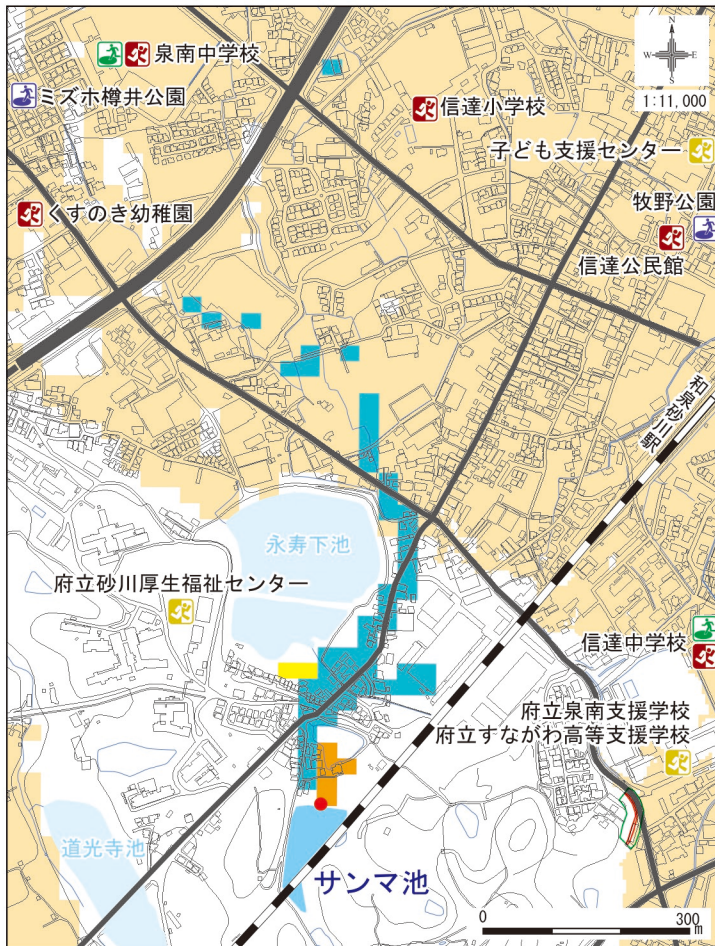 N
W
E
S
1:11,000
泉南中学校
ミズホ樽井公園
信達小学校
子ども支援センター
牧野公園
くすのき幼稚園
信達公民館
和泉砂川駅
永寿下池
府立砂川厚生福祉センター
信達中学校
府立泉南支援学校
府立すながわ高等支援学校
道光寺池
サンマ池
0
300
m